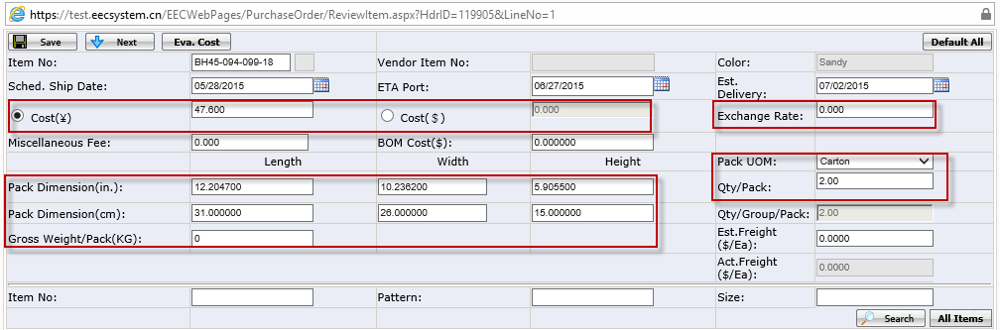 https://test.eecsystem.cn/EECWebPages/PurchaseOrder/ReviewItem.aspx?HdrID=119905&LineNo=1
Save Next Eva. Cost Default All
Item No: BH45-094-099-18 Vendor Item No: Color: Sandy
Sched. Ship Date: 05/28/2015 ETA Port: 06/27/2015 Est. Delivery: 07/02/2015
Cost(¥) 47.600 Cost($) 0.000 Exchange Rate: 0.000
Miscellaneous Fee: 0.000 BOM Cost($): 0.000000
Length Width Height Pack UOM: Carton
Pack Dimension(in.): 12.204700 10.236200 5.905500 Qty/Pack: 2.00
Pack Dimension(cm): 31.000000 26.000000 15.000000 Qty/Group/Pack: 2.00
Gross Weight/Pack(KG): 0 Est.Freight ($/Ea): 0.0000
Act.Freight ($/Ea): 0.0000
Item No: Pattern: Size:
Search All Items